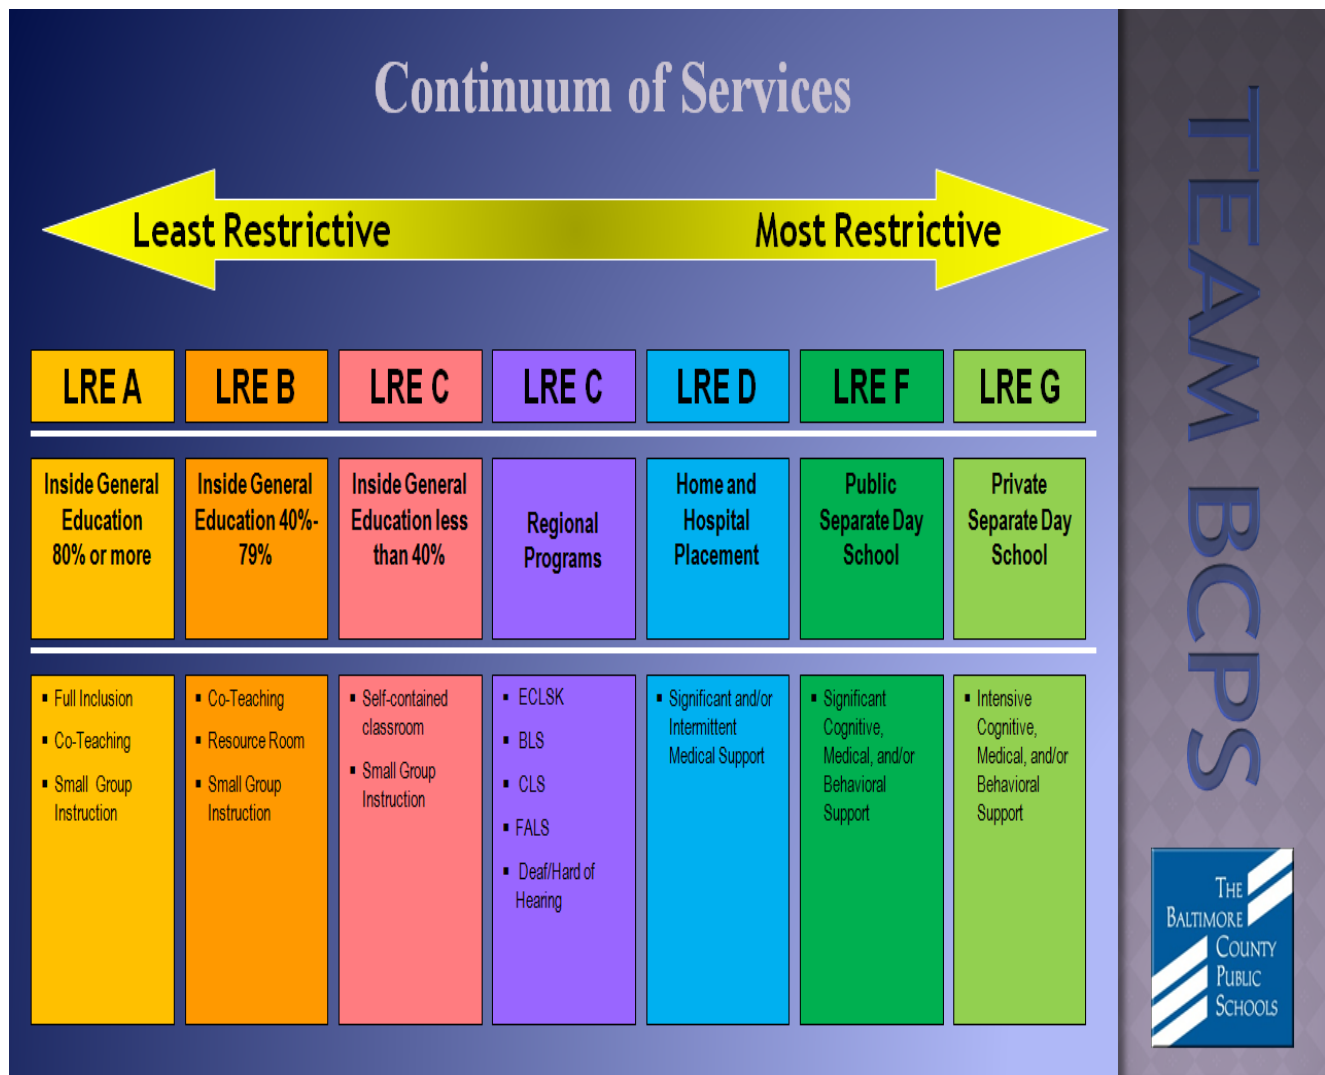 Continuum of Services
Least Restrictive
Most Restrictive
LRE A
LRE B
LRE C
LRE C
LRE D
LRE F
LRE G
Inside General
Education
80% or more
Inside General
Education 40%-
79%
Inside General
Education less
than 40%
Regional
Programs
Home and
Hospital
Placement
Public
Separate Day
School
Private
Separate Day
School
▪ Full Inclusion
▪ Co-Teaching
▪ Small Group
Instruction
▪ Co-Teaching
▪ Resource Room
▪ Small Group
Instruction
▪ Self-contained
classroom
▪ Small Group
Instruction
▪ ECLSK
▪ BLS
▪ CLS
▪ FALS
▪ Deaf/Hard of
Hearing
▪ Significant and/or
Intermittent
Medical Support
▪ Significant
Cognitive,
Medical, and/or
Behavioral
Support
▪ Intensive
Cognitive,
Medical, and/or
Behavioral
Support
TEAM BCPS
THE
BALTIMORE
COUNTY
PUBLIC
SCHOOLS